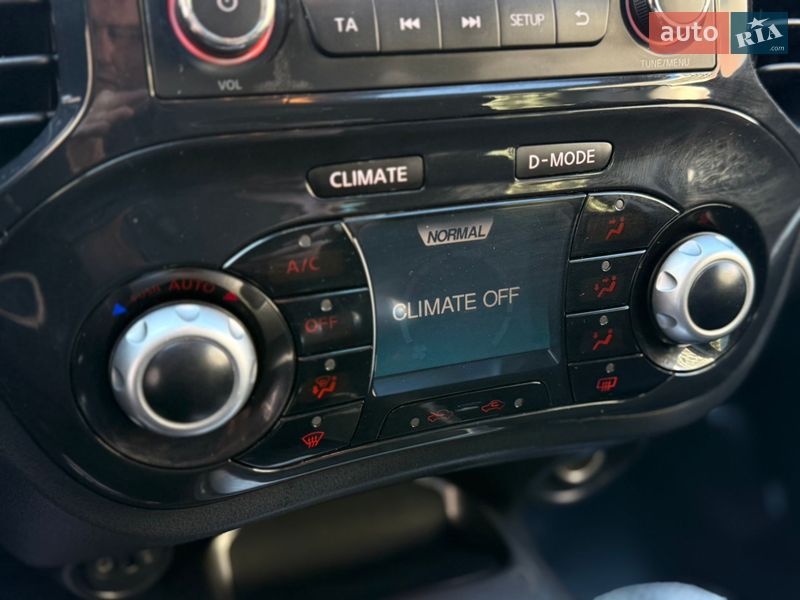 TA
SETUP
auto RIA
VOL
TUNE/MENU
CLIMATE
D-MODE
NORMAL
A/C
AUTO
OFF
CLIMATE OFF